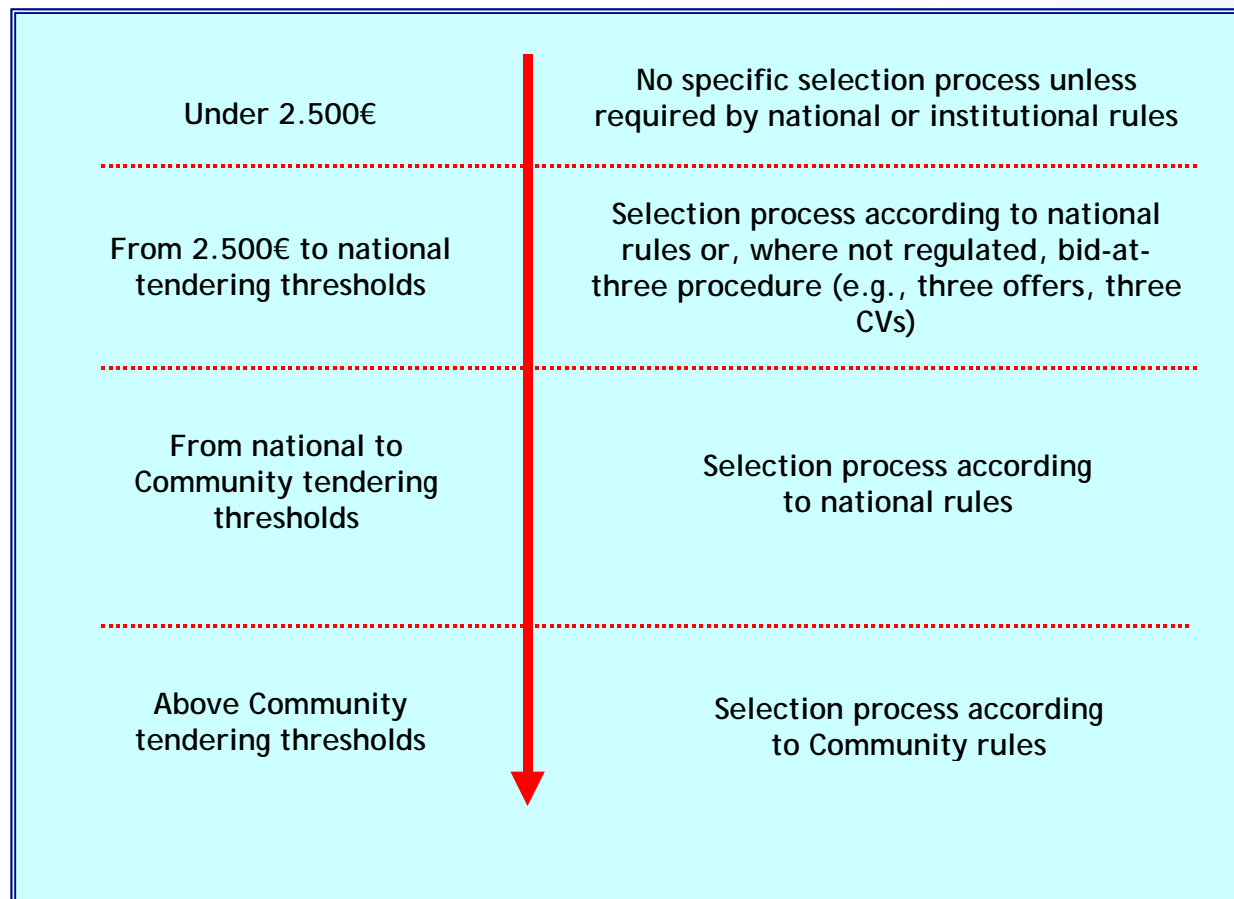 Under 2.500€
No specific selection process unless
required by national or institutional rules
From 2.500€ to national
tendering thresholds
Selection process according to national
rules or, where not regulated, bid-at-
three procedure (e.g., three offers, three
CVs)
From national to
Community tendering
thresholds
Selection process according
to national rules
Above Community
tendering thresholds
Selection process according
to Community rules